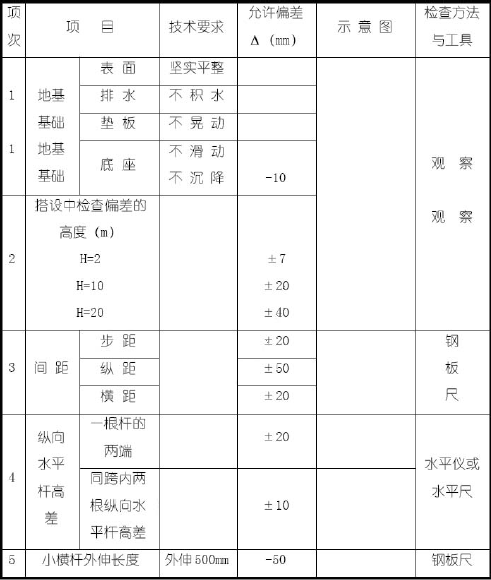 项次 项 目 技术要求 允许偏差 Δ (mm) 示 意 图 检查方法与工具
1 地基基础 表 面 坚实平整 观 察
排 水 不 积 水
垫 板 不 晃 动
1 地基基础 底 座 不 滑 动
不 沉 降 -10 观 察
2 搭设中检查偏差的
高度 (m)
H=2 ±7
H=10 ±20
H=20 ±40
3 间 距 步 距 ±20 钢板尺
纵 距 ±50
横 距 ±20
4 纵向水平杆高差 一根杆的两端 ±20 水平仪或水平尺
同跨内两根纵向水平杆高差 ±10
5 小横杆外伸长度 外伸500mm -50 钢板尺